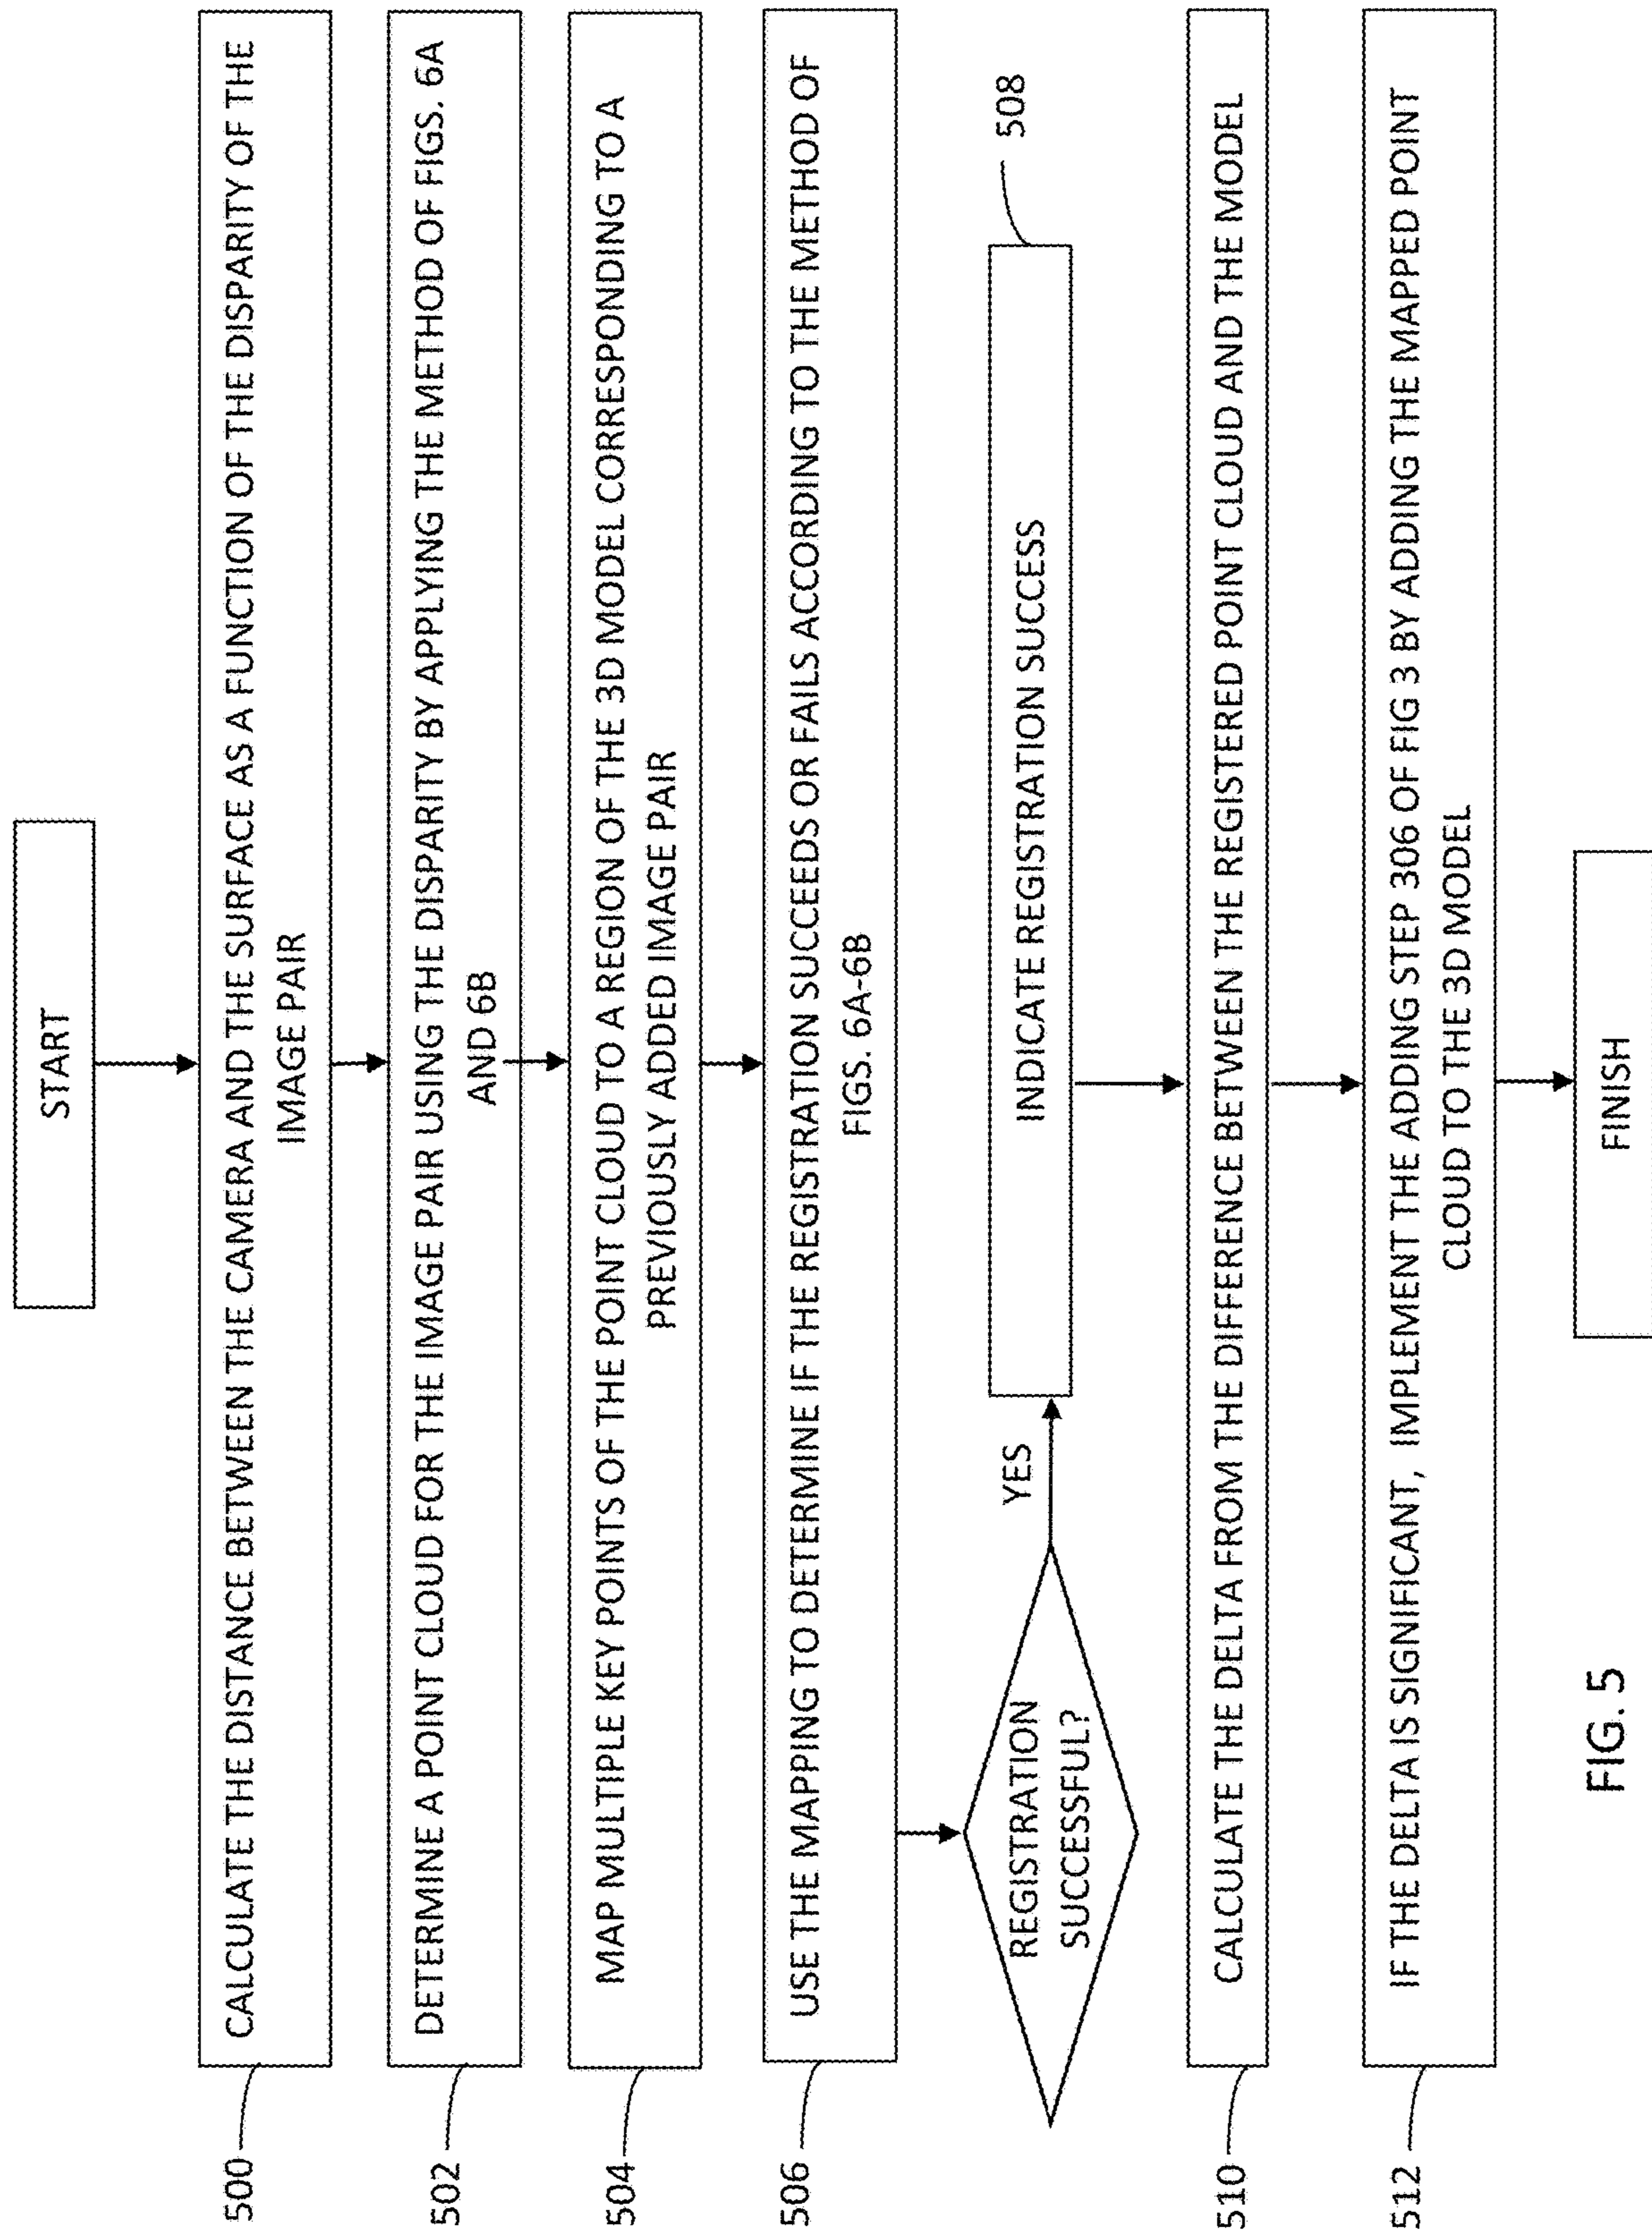 START
500
CALCULATE THE DISTANCE BETWEEN THE CAMERA AND THE SURFACE AS A FUNCTION OF THE DISPARITY OF THE
IMAGE PAIR
502
DETERMINE A POINT CLOUD FOR THE IMAGE PAIR USING THE DISPARITY BY APPLYING THE METHOD OF FIGS. 6A
AND 6B
504
MAP MULTIPLE KEY POINTS OF THE POINT CLOUD TO A REGION OF THE 3D MODEL CORRESPONDING TO A
PREVIOUSLY ADDED IMAGE PAIR
506
USE THE MAPPING TO DETERMINE IF THE REGISTRATION SUCCEEDS OR FAILS ACCORDING TO THE METHOD OF
FIGS. 6A-6B
REGISTRATION
SUCCESSFUL?
YES
INDICATE REGISTRATION SUCCESS
508
510
CALCULATE THE DELTA FROM THE DIFFERENCE BETWEEN THE REGISTERED POINT CLOUD AND THE MODEL
512
IF THE DELTA IS SIGNIFICANT, IMPLEMENT THE ADDING STEP 306 OF FIG 3 BY ADDING THE MAPPED POINT
CLOUD TO THE 3D MODEL
FINISH
FIG. 5